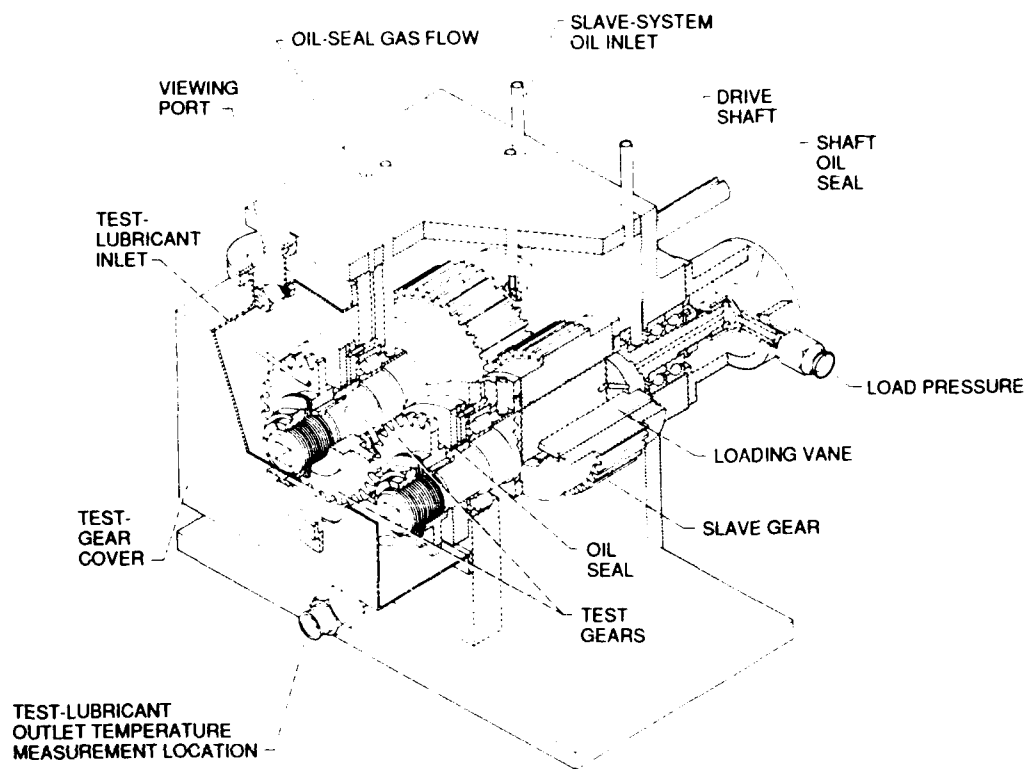 OIL-SEAL GAS FLOW
SLAVE-SYSTEM
OIL INLET
VIEWING
PORT
DRIVE
SHAFT
SHAFT
OIL
SEAL
TEST-
LUBRICANT
INLET
LOAD PRESSURE
LOADING VANE
SLAVE GEAR
TEST-
GEAR
COVER
OIL
SEAL
TEST
GEARS
TEST-LUBRICANT
OUTLET TEMPERATURE
MEASUREMENT LOCATION